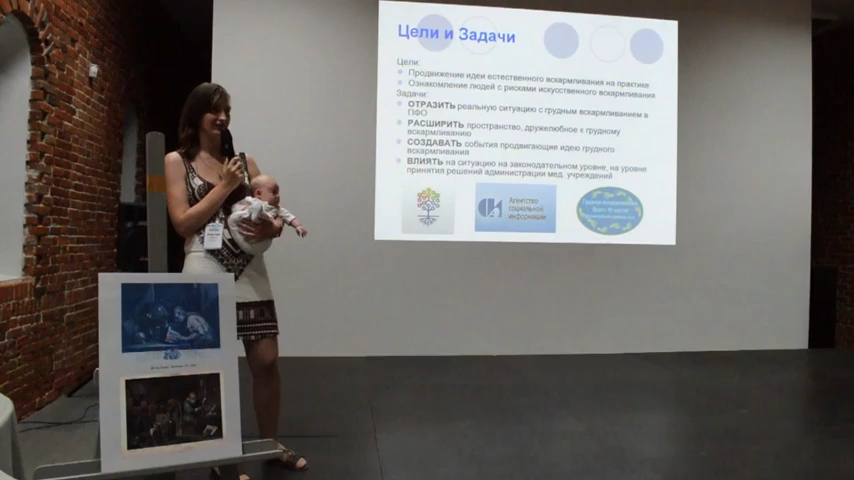 Цели и Задачи
Цели:
Продвижение идеи естественного вскармливания на практике
Ознакомление людей с рисками искусственного вскармливания
Задачи:
ОТРАЗИТЬ реальную ситуацию с грудным вскармливанием в
ПФО
РАСШИРИТЬ пространство, дружелюбное к грудному
вскармливанию
СОЗДАВАТЬ события продвигающие идею грудного
вскармливания
ВЛИЯТЬ на ситуацию на законодательном уровне, на уровне
принятия решений администрации мед. учреждений
Агентство
социальной
информации